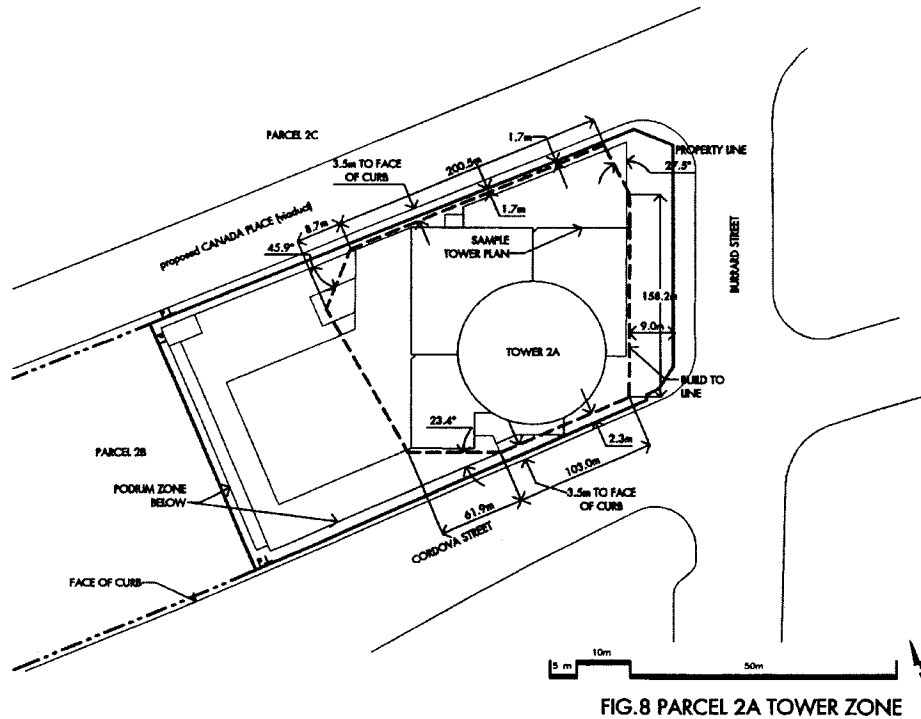 PARCEL 2C
1.7m
PROPERTY LINE
3.5m TO FACE
OF CURB
200.5m
27.5°
1.7m
proposed CANADA PLACE (viaduct)
8.7m
45.9°
SAMPLE
TOWER PLAN
BURRARD STREET
158.2m
9.0m
P.L.
TOWER 2A
BUILD TO
LINE
23.4°
2.3m
PARCEL 2B
103.0m
PODIUM ZONE
BELOW
3.5m TO FACE
OF CURB
61.9m
CORDOVA STREET
P.L.
FACE OF CURB
5 m
10m
50m
FIG.8 PARCEL 2A TOWER ZONE